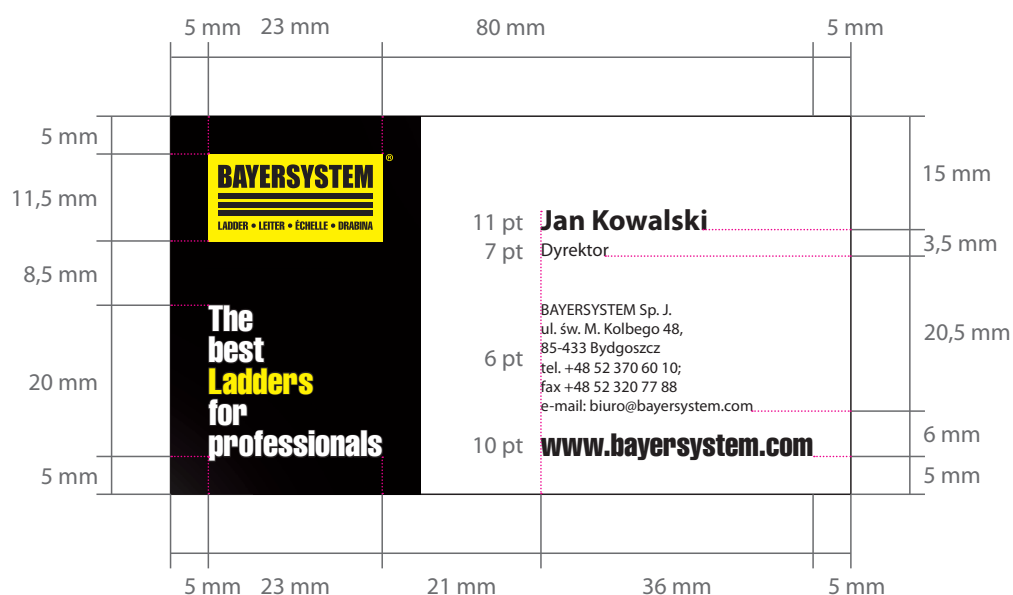 5 mm 23 mm 80 mm 5 mm
5 mm
11,5 mm
8,5 mm
20 mm
5 mm
BAYERSYSTEM®
LADDER • LEITER • ÉCHELLE • DRABINA
The
best
Ladders
for
professionals
11 pt
7 pt
6 pt
10 pt
Jan Kowalski
Dyrektor
BAYERSYSTEM Sp. J.
ul. św. M. Kolbego 48,
85-433 Bydgoszcz
tel. +48 52 370 60 10;
fax +48 52 320 77 88
e-mail: biuro@bayersystem.com
www.bayersystem.com
15 mm
3,5 mm
20,5 mm
6 mm
5 mm
5 mm 23 mm 21 mm 36 mm 5 mm